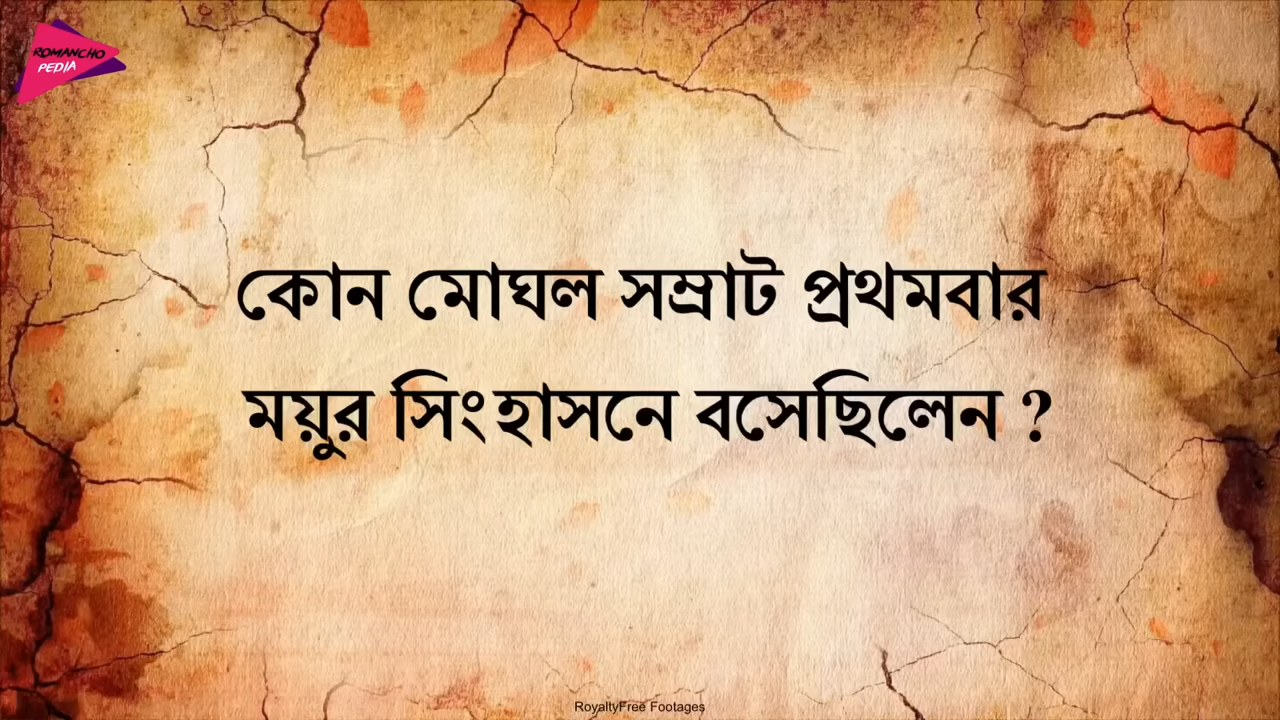 ROMANCHO
PEDIA
কোন মোঘল সম্রাট প্রথমবার
ময়ুর সিংহাসনে বসেছিলেন ?
RoyaltyFree Footages